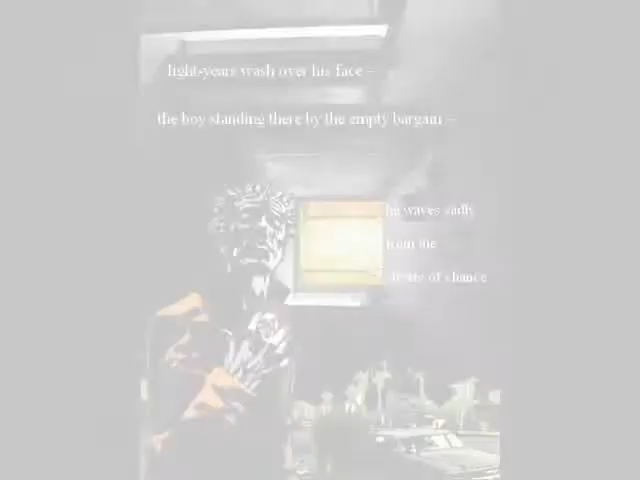 light-years wash over his face –
the boy standing there by the empty bargain –
he waves sadly
from the
of chance